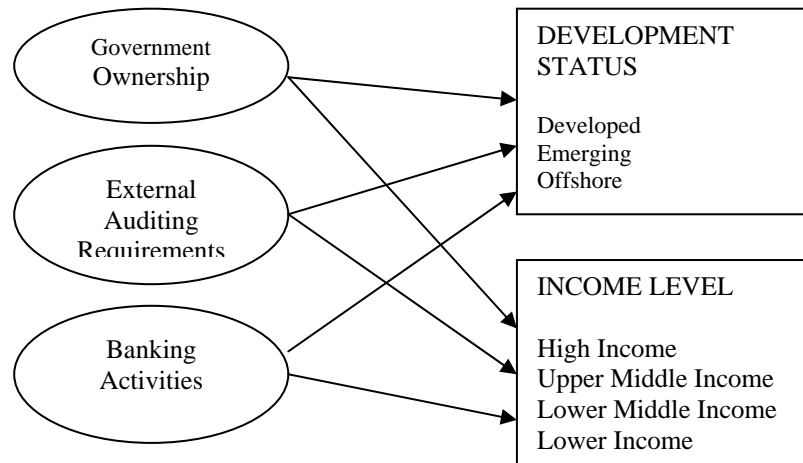 Government
Ownership
External
Auditing
Requirements
Banking
Activities
DEVELOPMENT
STATUS
Developed
Emerging
Offshore
INCOME LEVEL
High Income
Upper Middle Income
Lower Middle Income
Lower Income